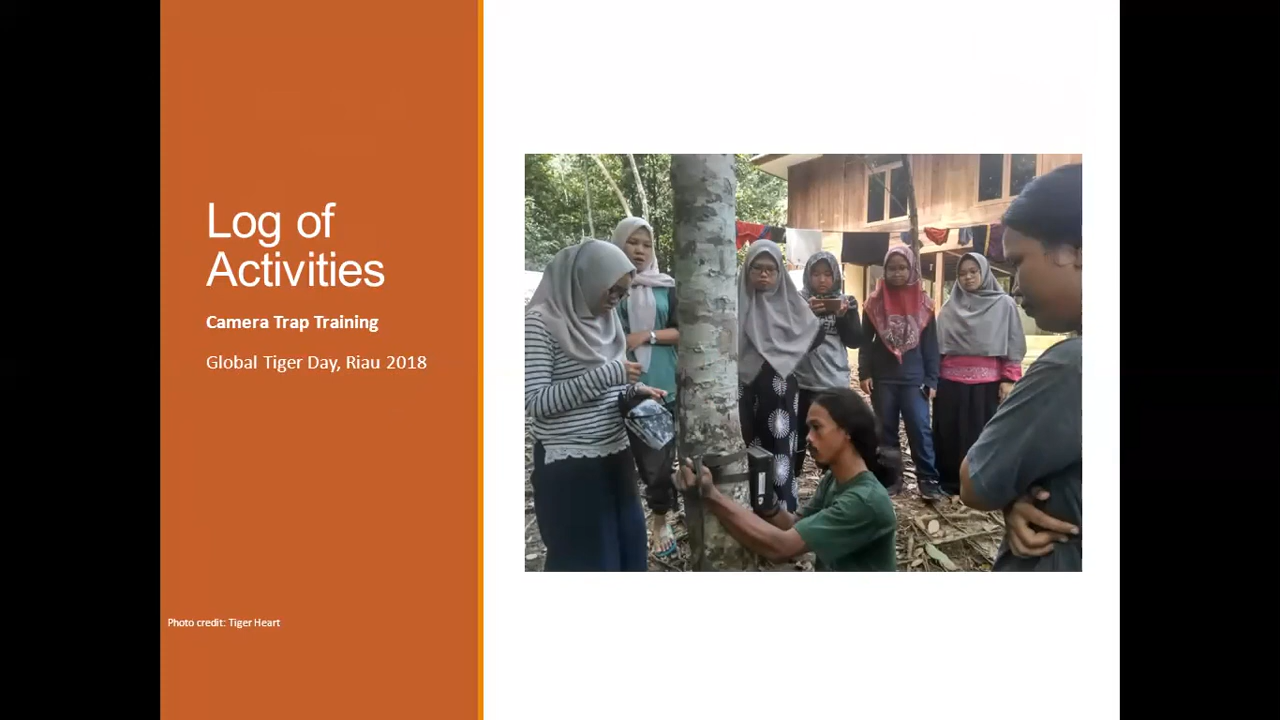 Log of
Activities
Camera Trap Training
Global Tiger Day, Riau 2018
Photo credit: Tiger Heart